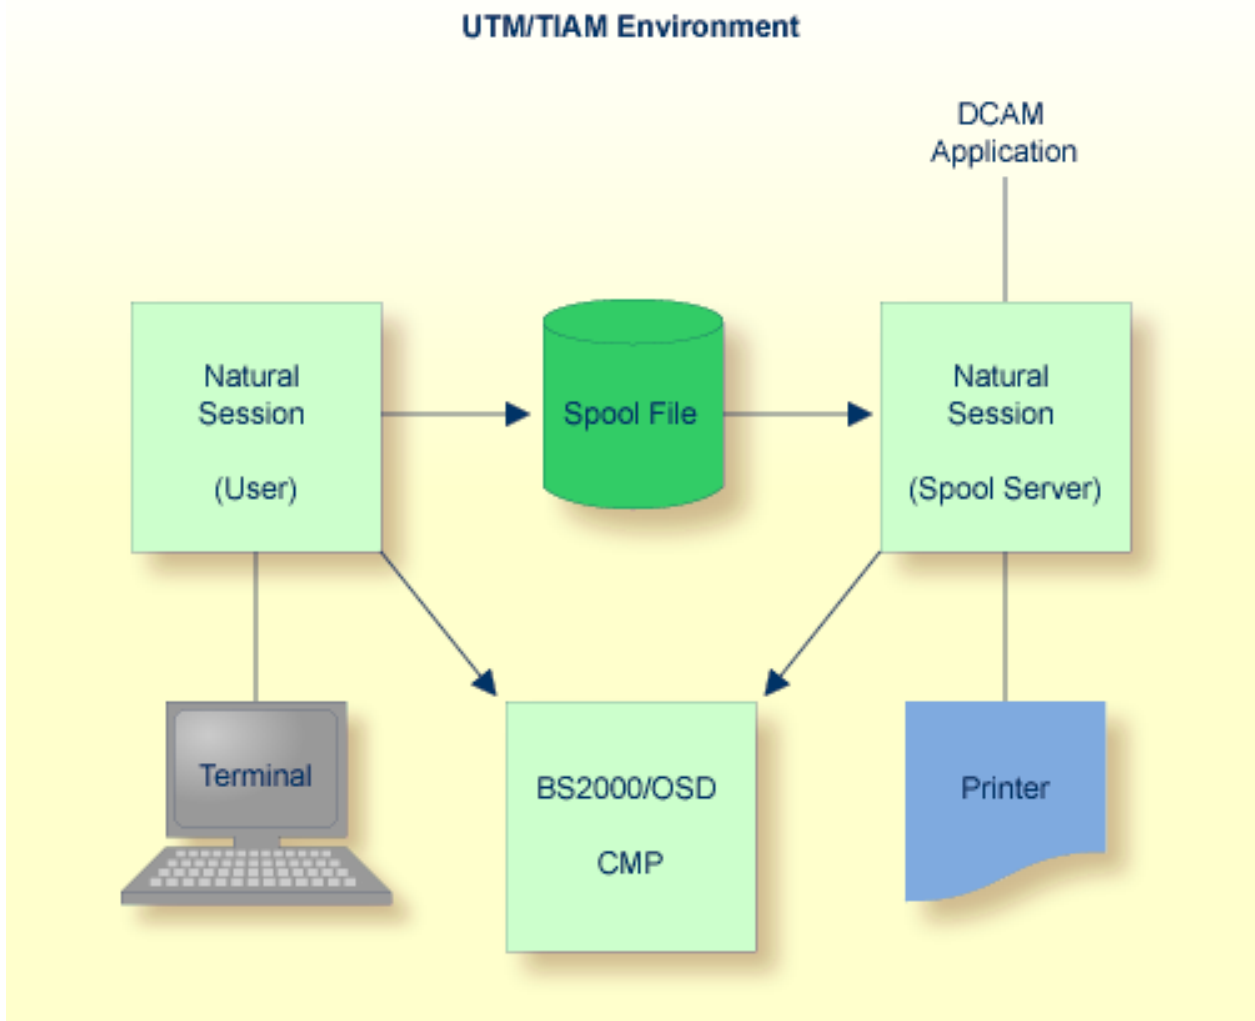 UTM/TIAM Environment
DCAM
Application
Natural
Session
(User)
Spool File
Natural
Session
(Spool Server)
Terminal
BS2000/OSD
CMP
Printer